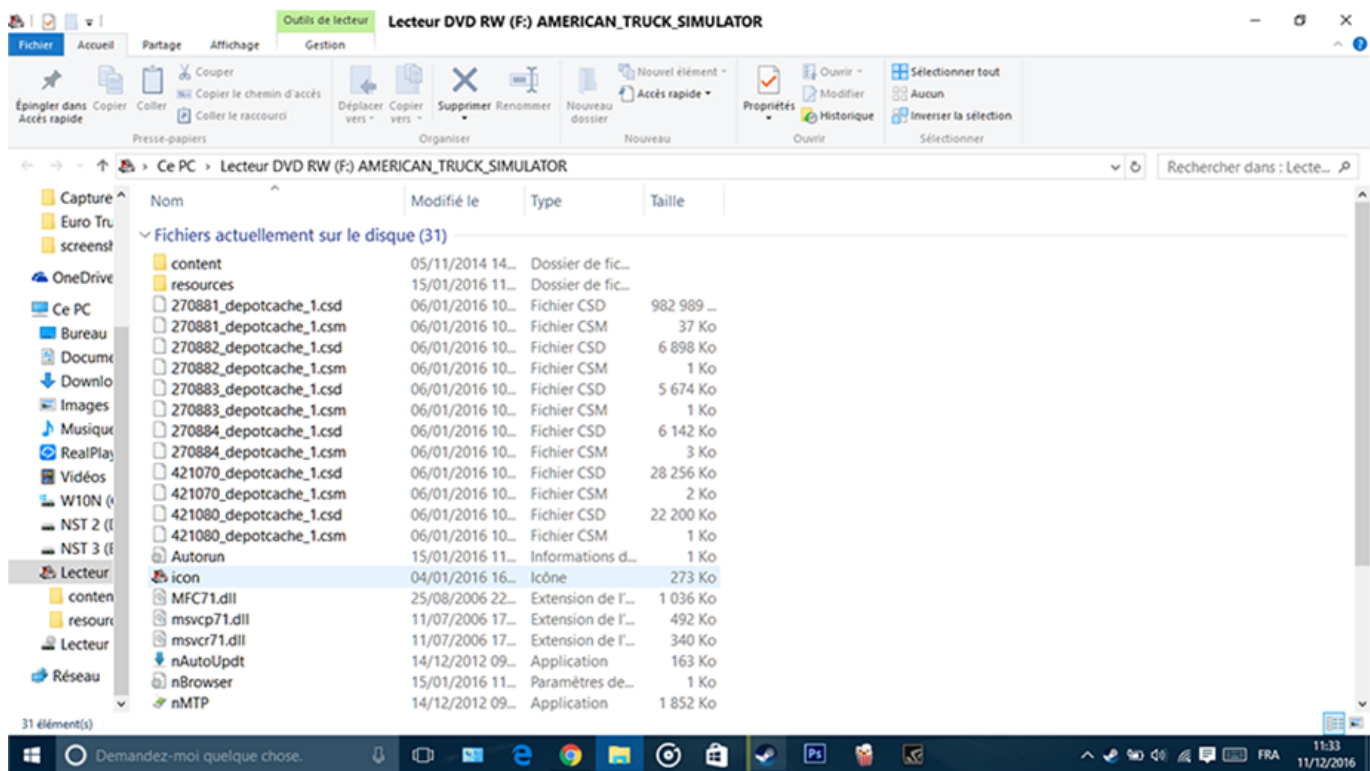 Outils de lecteur Lecteur DVD RW (F:) AMERICAN_TRUCK_SIMULATOR
Fichier Accueil Partage Affichage Gestion
Épingler dans Accès rapide
Copier
Coller
Couper
Copier le chemin d'accès
Coller le raccourci
Presse-papiers
Déplacer vers
Copier vers
Supprimer
Renommer
Organiser
Nouveau dossier
Nouvel élément
Accès rapide
Nouveau
Propriétés
Ouvrir
Modifier
Historique
Ouvrir
Sélectionner tout
Aucun
Inverser la sélection
Sélectionner
Ce PC > Lecteur DVD RW (F:) AMERICAN_TRUCK_SIMULATOR
Rechercher dans : Lecte...
Capture
Euro Tru
screensh
OneDrive
Ce PC
Bureau
Docume
Downlo
Images
Musique
RealPlay
Vidéos
W10N (
NST 2 (
NST 3 (E
Lecteur
conten
resourc
Lecteur
Réseau
Nom Modifié le Type Taille
Fichiers actuellement sur le disque (31)
content 05/11/2014 14... Dossier de fic...
resources 15/01/2016 11... Dossier de fic...
270881_depotcache_1.csd 06/01/2016 10... Fichier CSD 982 989 ...
270881_depotcache_1.csm 06/01/2016 10... Fichier CSM 37 Ko
270882_depotcache_1.csd 06/01/2016 10... Fichier CSD 6 898 Ko
270882_depotcache_1.csm 06/01/2016 10... Fichier CSM 1 Ko
270883_depotcache_1.csd 06/01/2016 10... Fichier CSD 5 674 Ko
270883_depotcache_1.csm 06/01/2016 10... Fichier CSM 1 Ko
270884_depotcache_1.csd 06/01/2016 10... Fichier CSD 6 142 Ko
270884_depotcache_1.csm 06/01/2016 10... Fichier CSM 3 Ko
421070_depotcache_1.csd 06/01/2016 10... Fichier CSD 28 256 Ko
421070_depotcache_1.csm 06/01/2016 10... Fichier CSM 2 Ko
421080_depotcache_1.csd 06/01/2016 10... Fichier CSD 22 200 Ko
421080_depotcache_1.csm 06/01/2016 10... Fichier CSM 1 Ko
Autorun 15/01/2016 11... Informations d... 1 Ko
icon 04/01/2016 16... Icône 273 Ko
MFC71.dll 25/08/2006 22... Extension de l'... 1 036 Ko
msvcp71.dll 11/07/2006 17... Extension de l'... 492 Ko
msvcr71.dll 11/07/2006 17... Extension de l'... 340 Ko
nAutoUpdt 14/12/2012 09... Application 163 Ko
nBrowser 15/01/2016 11... Paramètres de... 1 Ko
nMTP 14/12/2012 09... Application 1 852 Ko
31 élément(s)
Demandez-moi quelque chose.
Ps
FRA
11:33
11/12/2016